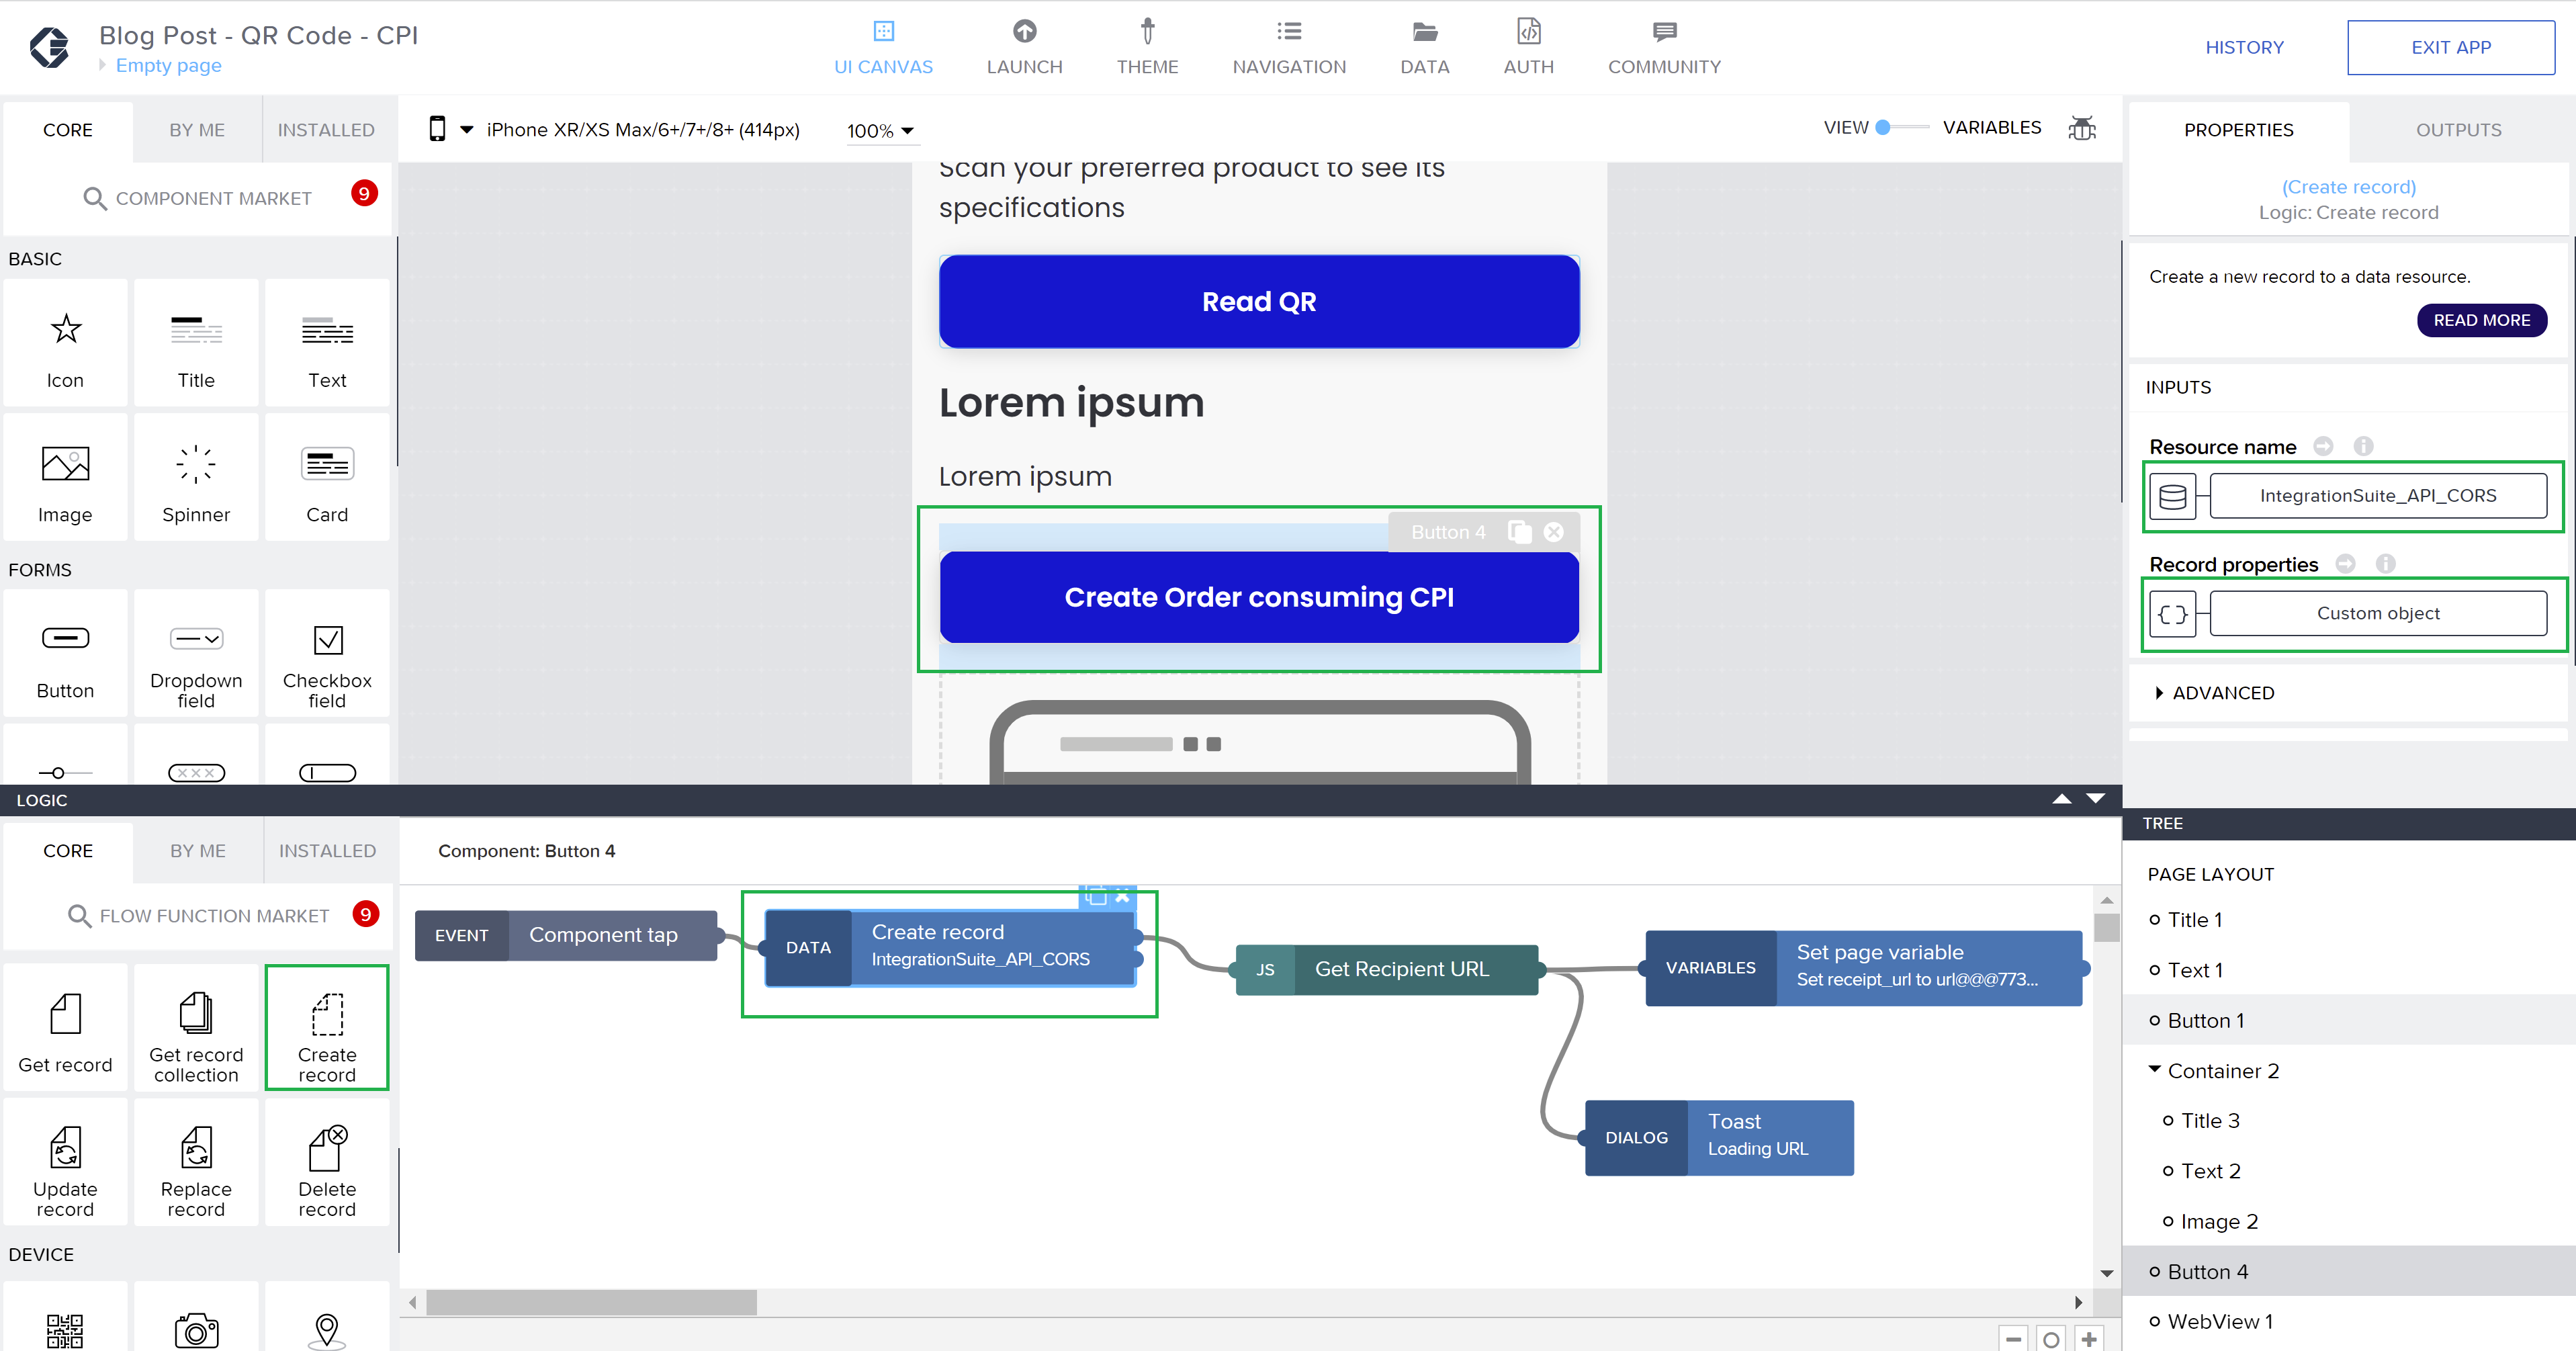 Blog Post - QR Code - CPI
Empty page
UI CANVAS
LAUNCH
THEME
NAVIGATION
DATA
AUTH
COMMUNITY
HISTORY
EXIT APP
CORE
BY ME
INSTALLED
COMPONENT MARKET
9
BASIC
Icon
Title
Text
Image
Spinner
Card
FORMS
Button
Dropdown
field
Checkbox
field
iPhone XR/XS Max/6+/7+/8+ (414px)
100%
VIEW
VARIABLES
Scan your preferred product to see its
specifications
Read QR
Lorem ipsum
Lorem ipsum
Button 4
Create Order consuming CPI
PROPERTIES
OUTPUTS
(Create record)
Logic: Create record
Create a new record to a data resource.
READ MORE
INPUTS
Resource name
IntegrationSuite_API_CORS
Record properties
{ }
Custom object
ADVANCED
LOGIC
CORE
BY ME
INSTALLED
FLOW FUNCTION MARKET
9
Get record
Get record
collection
Create
record
Update
record
Replace
record
Delete
record
DEVICE
Component: Button 4
EVENT
Component tap
DATA
Create record
IntegrationSuite_API_CORS
JS
Get Recipient URL
VARIABLES
Set page variable
Set receipt_url to url@@@773...
DIALOG
Toast
Loading URL
TREE
PAGE LAYOUT
Title 1
Text 1
Button 1
Container 2
Title 3
Text 2
Image 2
Button 4
WebView 1